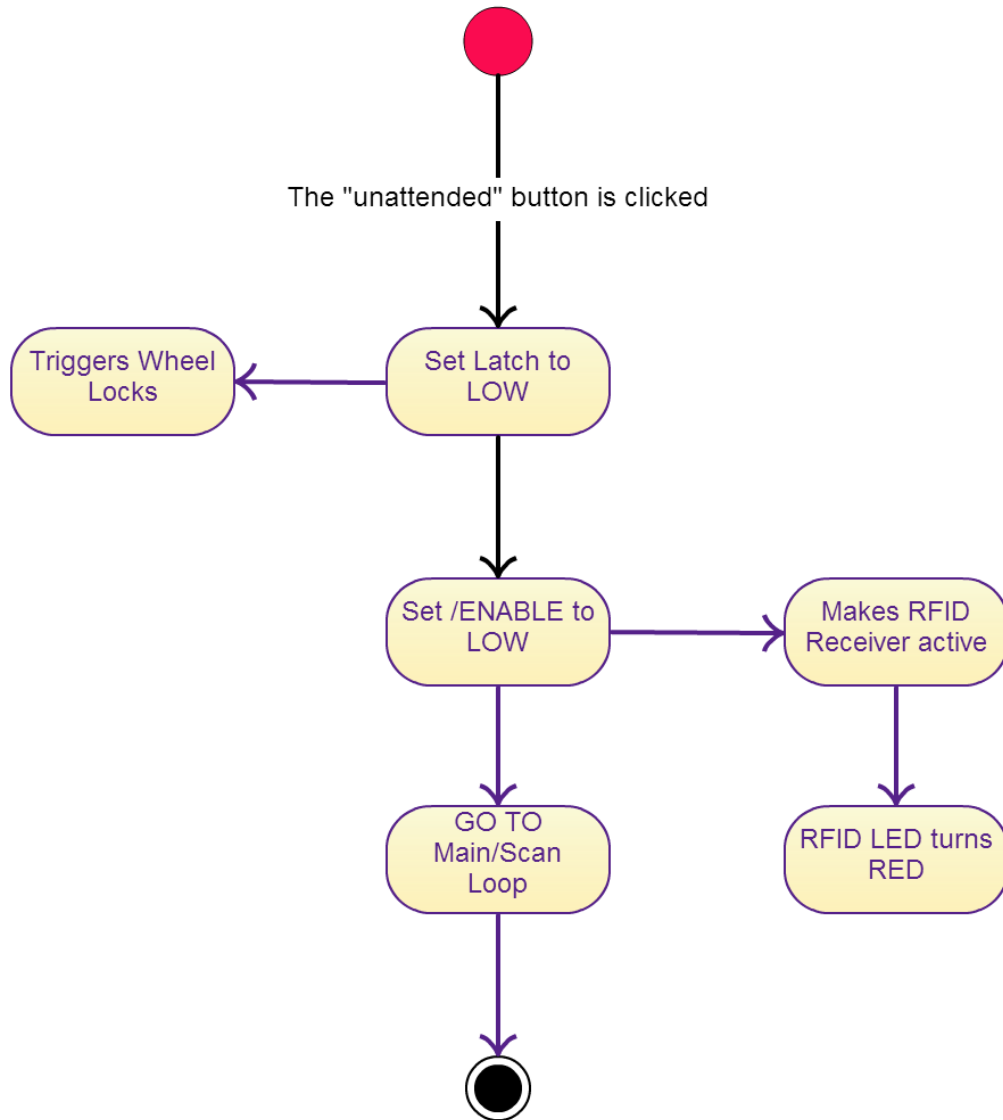 The "unattended" button is clicked
Triggers Wheel
Locks
Set Latch to
LOW
Set /ENABLE to
LOW
Makes RFID
Receiver active
GO TO
Main/Scan
Loop
RFID LED turns
RED